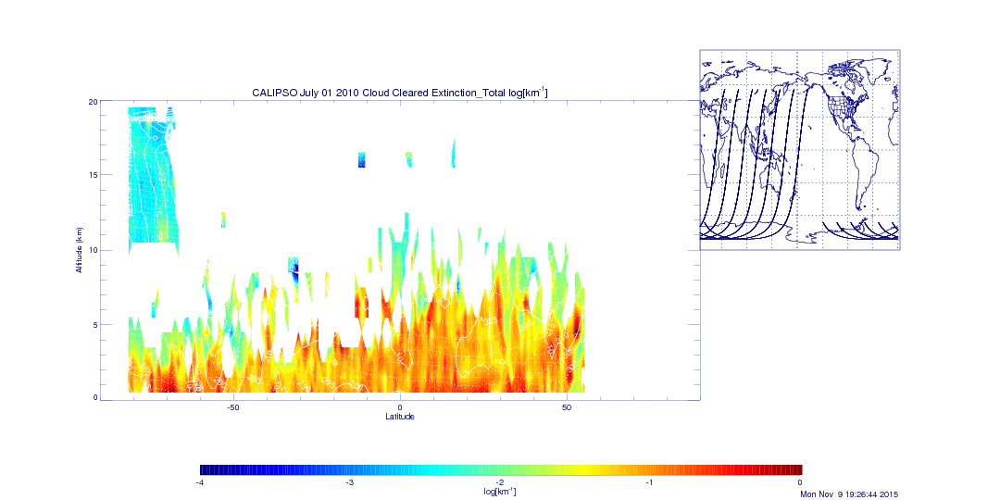 CALIPSO July 01 2010 Cloud Cleared Extinction_Total log[km⁻¹]
20
15
10
5
0
Altitude (km)
-50
0
50
Latitude
-4
-3
-2
-1
0
log[km⁻¹]
Mon Nov 9 19:26:44 2015